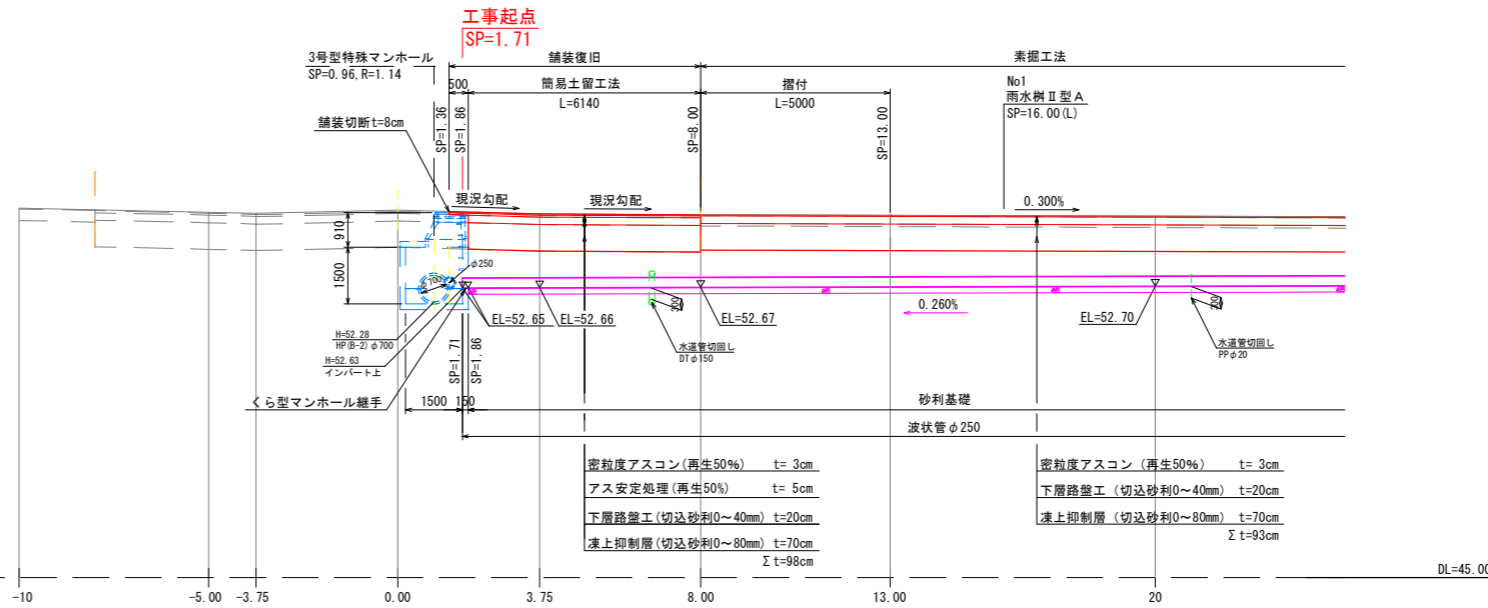 工事起点
SP=1.71
3号型特殊マンホール
SP=0.96,R=1.14
舗装復旧
素掘工法
500
簡易土留工法
L=6140
摺付
L=5000
No1
雨水桝Ⅱ型A
SP=16.00(L)
SP=1.36
SP=1.86
SP=8.00
SP=13.00
舗装切断t=8cm
現況勾配
現況勾配
0.300%
910
1500
φ250
φ700
EL=52.65
EL=52.66
EL=52.67
EL=52.70
300
300
0.260%
H=52.28
HP(B-2)φ700
H=52.63
インバート上
水道管切回し
DTφ150
水道管切回し
PPφ20
SP=1.71
SP=1.86
くら型マンホール継手
1500
150
砂利基礎
波状管φ250
密粒度アスコン(再生50%) t= 3cm
アス安定処理(再生50%) t= 5cm
下層路盤工(切込砂利0〜40mm) t=20cm
凍上抑制層(切込砂利0〜80mm) t=70cm
Σt=98cm
密粒度アスコン(再生50%) t= 3cm
下層路盤工(切込砂利0〜40mm) t=20cm
凍上抑制層(切込砂利0〜80mm) t=70cm
Σt=93cm
DL=45.00
-10
-5.00
-3.75
0.00
3.75
8.00
13.00
20